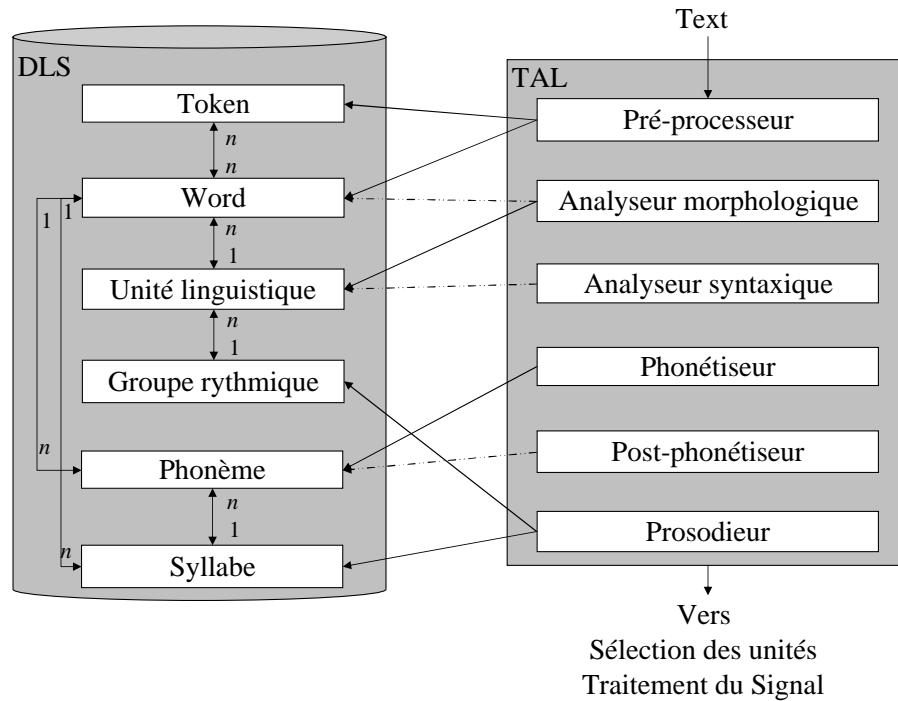 DLS
Token
n
n
Word
1
1
n
1
Unité linguistique
n
1
Groupe rythmique
n
Phonème
n
1
n
Syllabe
Text
TAL
Pré-processeur
Analyseur morphologique
Analyseur syntaxique
Phonétiseur
Post-phonétiseur
Prosodieur
Vers
Sélection des unités
Traitement du Signal